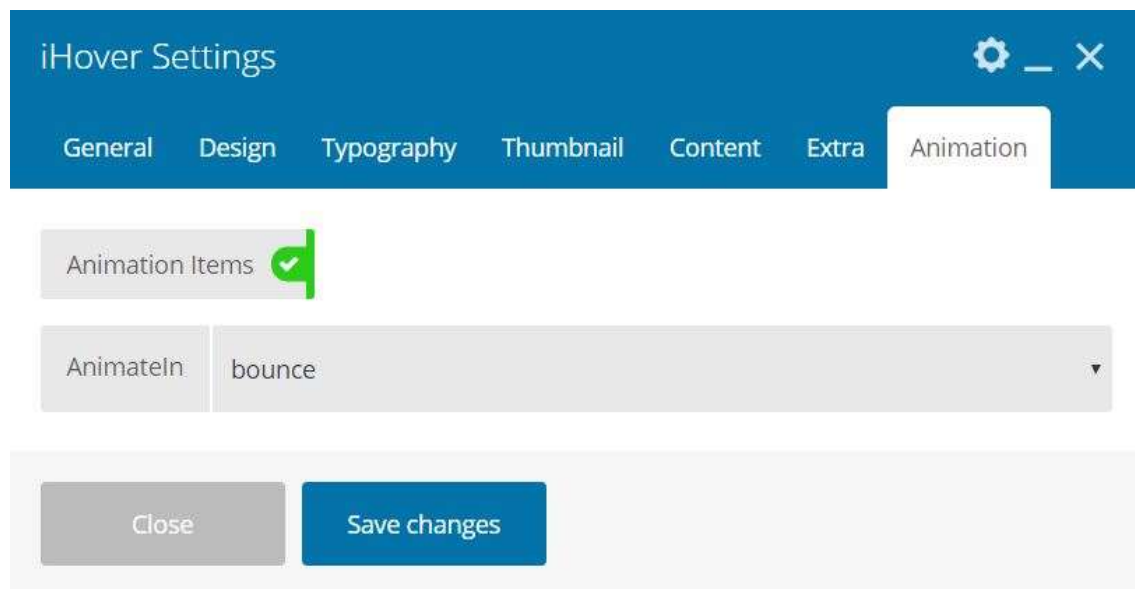 iHover Settings
General Design Typography Thumbnail Content Extra Animation
Animation Items
AnimateIn bounce
Close Save changes